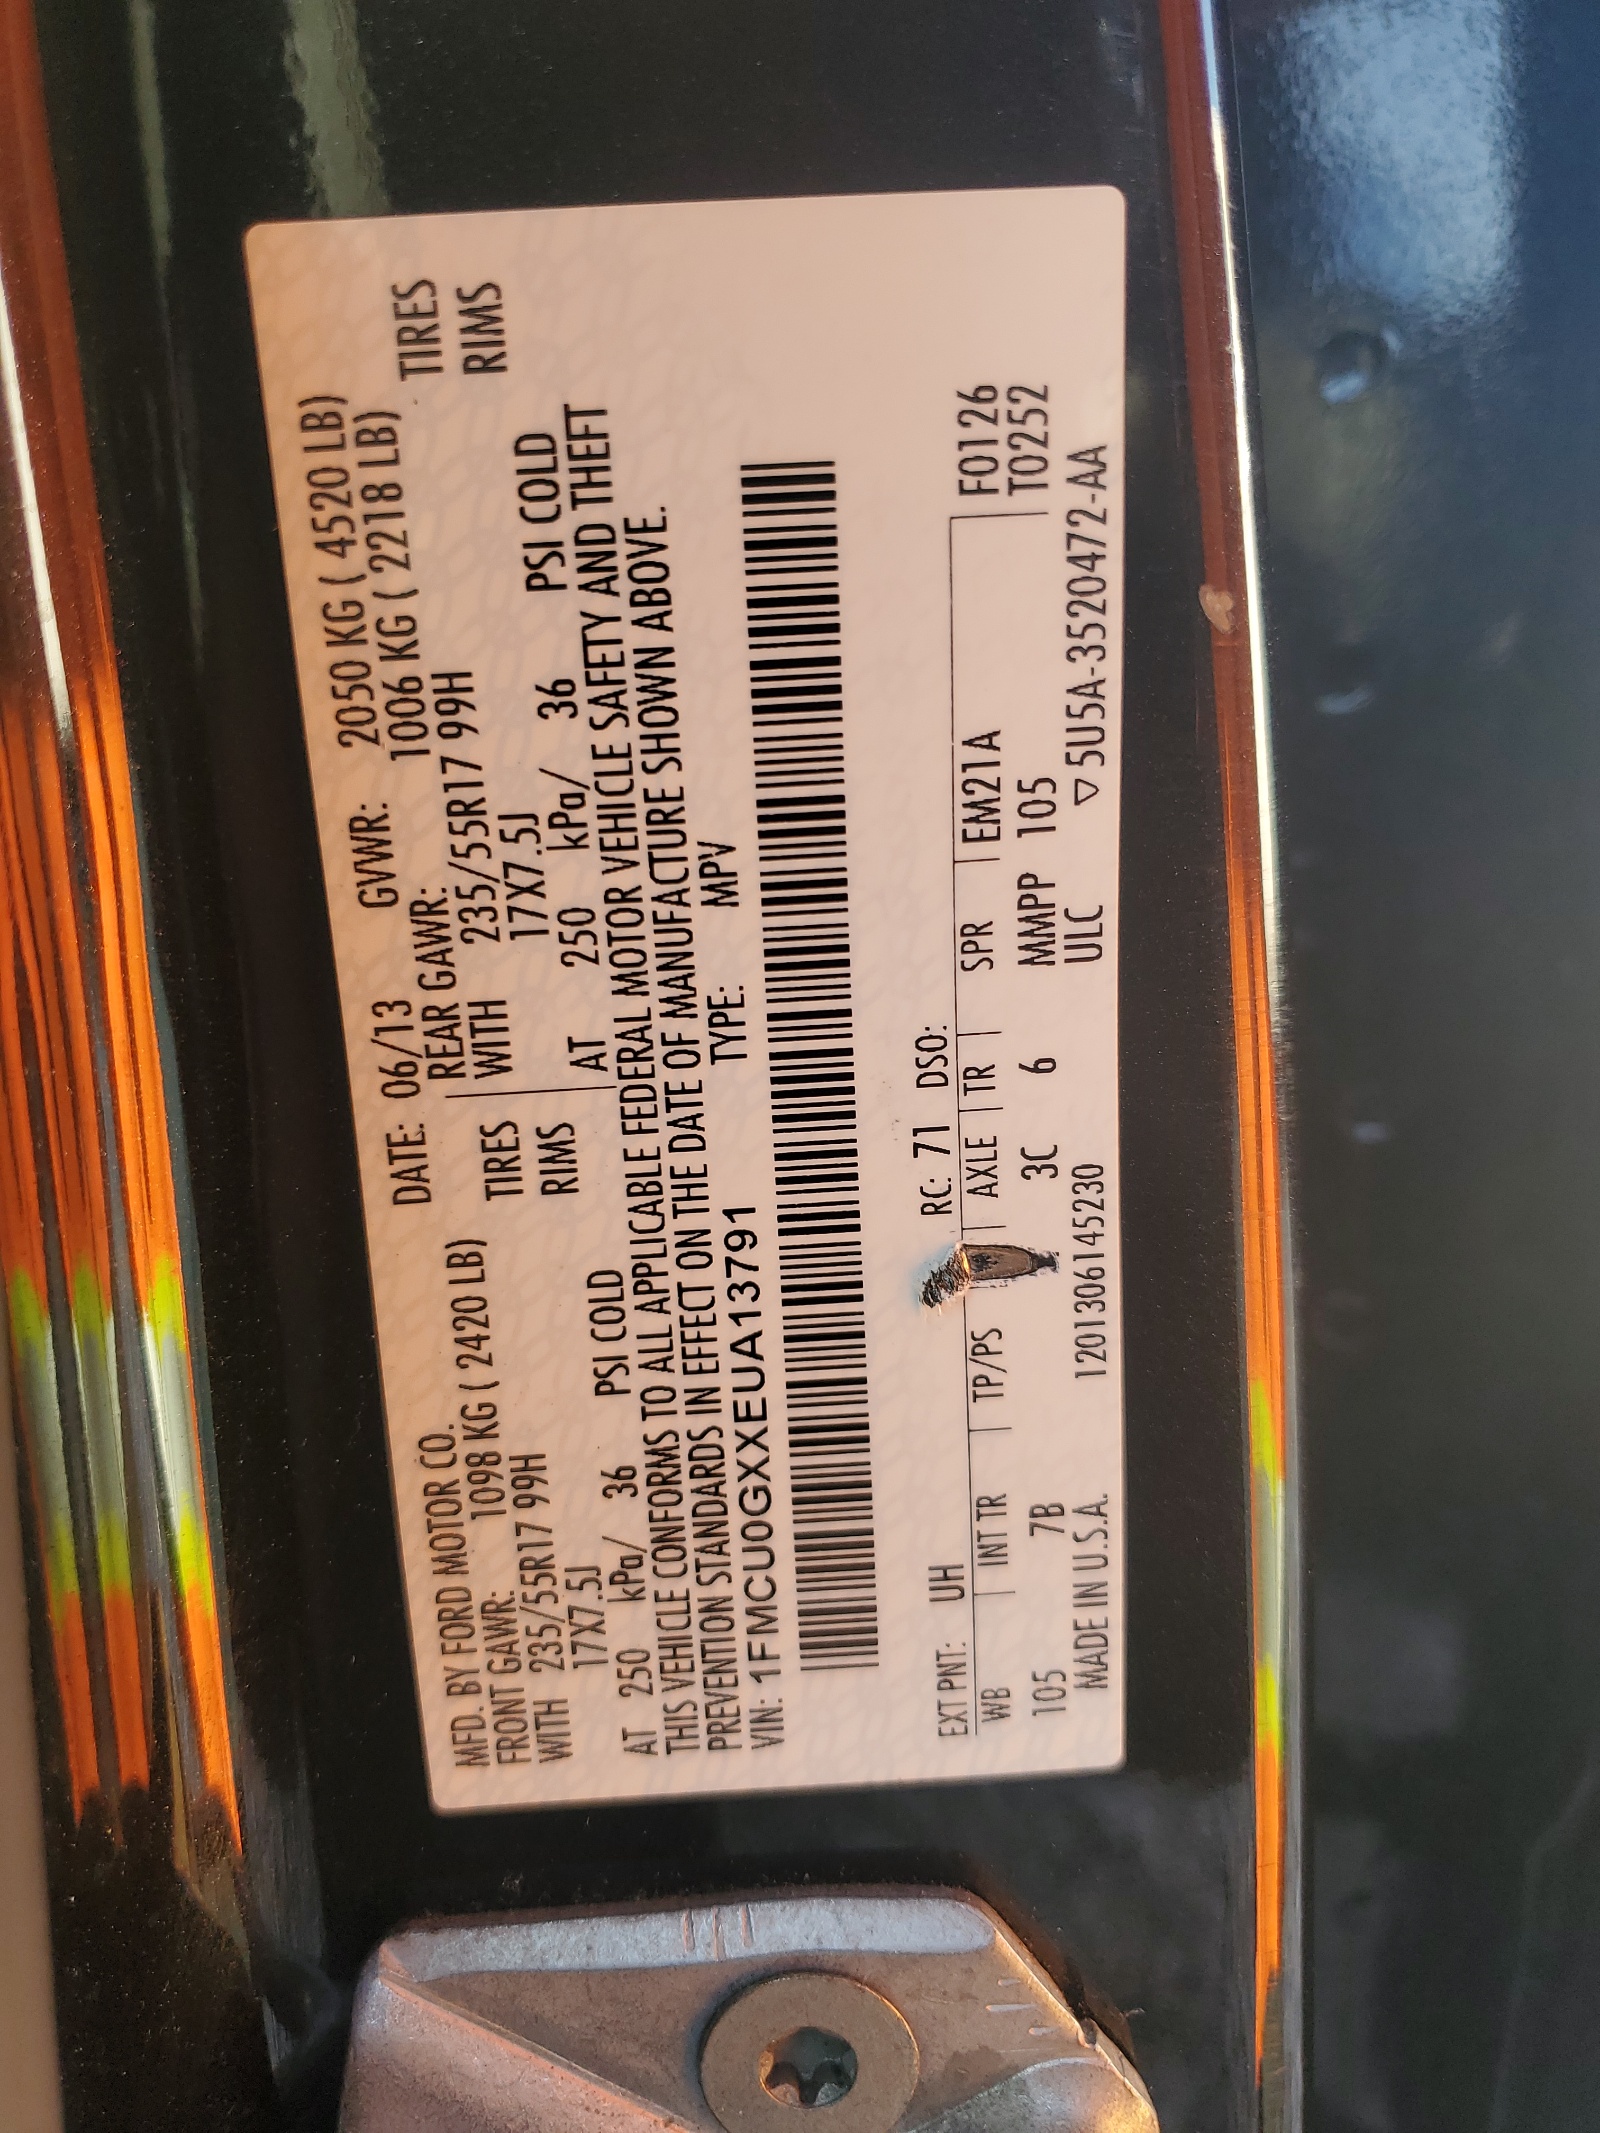 MFD. BY FORD MOTOR CO. DATE: 06/13 GVWR: 2050 KG ( 4520 LB)
FRONT GAWR: 1098 KG ( 2420 LB) REAR GAWR: 1006 KG ( 2218 LB)
WITH 235/55R17 99H TIRES WITH 235/55R17 99H TIRES
17X7.5J RIMS 17X7.5J RIMS
AT 250 kPa/ 36 PSI COLD AT 250 kPa/ 36 PSI COLD
THIS VEHICLE CONFORMS TO ALL APPLICABLE FEDERAL MOTOR VEHICLE SAFETY AND THEFT
PREVENTION STANDARDS IN EFFECT ON THE DATE OF MANUFACTURE SHOWN ABOVE.
VIN: 1FMCU0GXXEUA13791 TYPE: MPV
EXT PNT: UH RC: 71 DSO:
WB INT TR TP/PS AXLE TR SPR EM21A F0126
105 7B 3C 6 MMPP 105 T0252
MADE IN U.S.A. 1201306145230 ULC ▽5U5A-3520472-AA